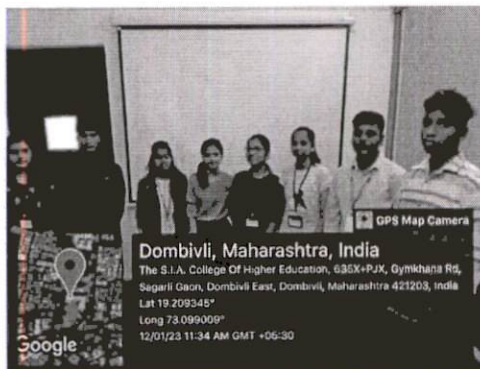 GPS Map Camera
Dombivli, Maharashtra, India
The S.I.A. College Of Higher Education, 635X+PJX, Gymkhana Rd,
Sagarli Gaon, Dombivli East, Dombivli, Maharashtra 421203, India
Lat 19.209345°
Long 73.099009°
12/01/23 11:34 AM GMT +05:30
Google